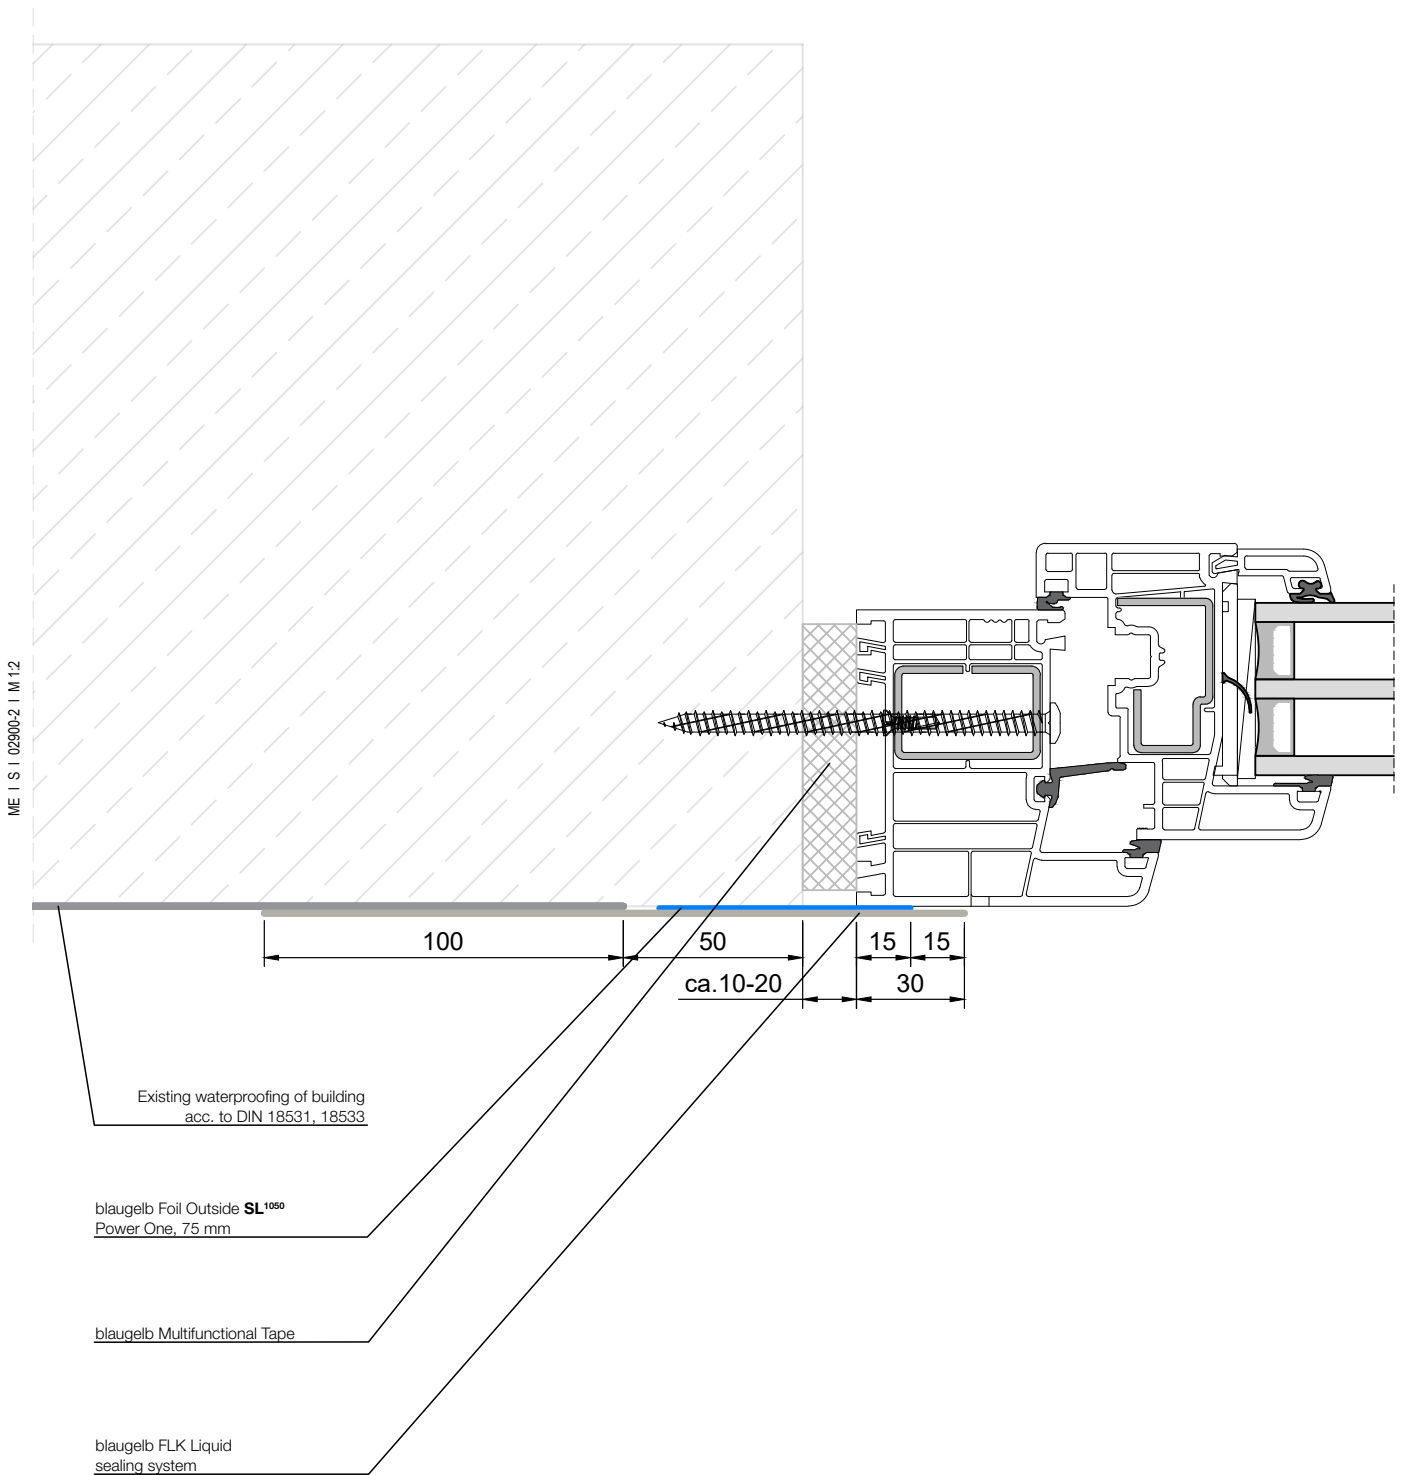 ME | S | 02900-2 | M 1:2
100
50
15
15
ca.10-20
30
Existing waterproofing of building
acc. to DIN 18531, 18533
blaugelb Foil Outside SL¹⁰⁵⁰
Power One, 75 mm
blaugelb Multifunctional Tape
blaugelb FLK Liquid
sealing system